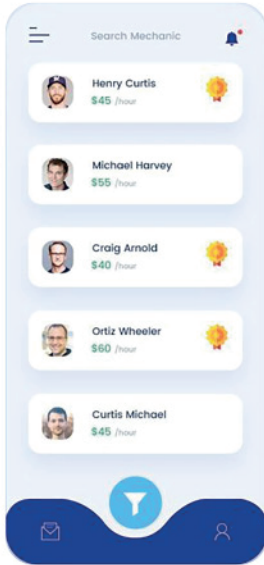 Search Mechanic
Henry Curtis
$45 /hour
Michael Harvey
$55 /hour
Craig Arnold
$40 /hour
Ortiz Wheeler
$60 /hour
Curtis Michael
$45 /hour